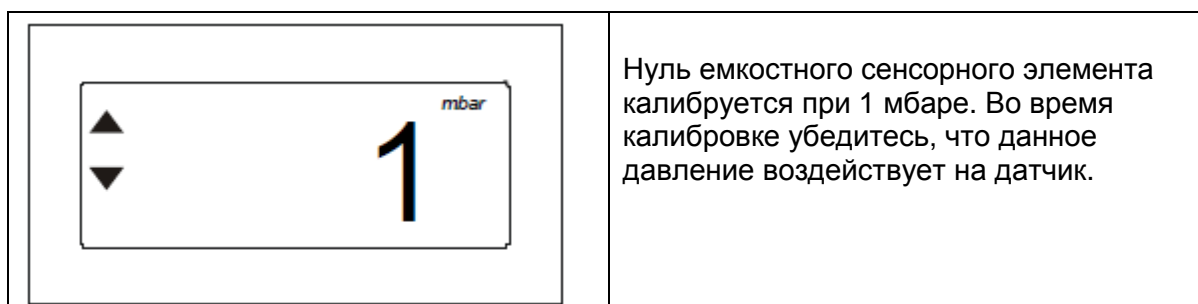 mbar
1
Нуль емкостного сенсорного элемента
калибруется при 1 мбаре. Во время
калибровке убедитесь, что данное
давление воздействует на датчик.